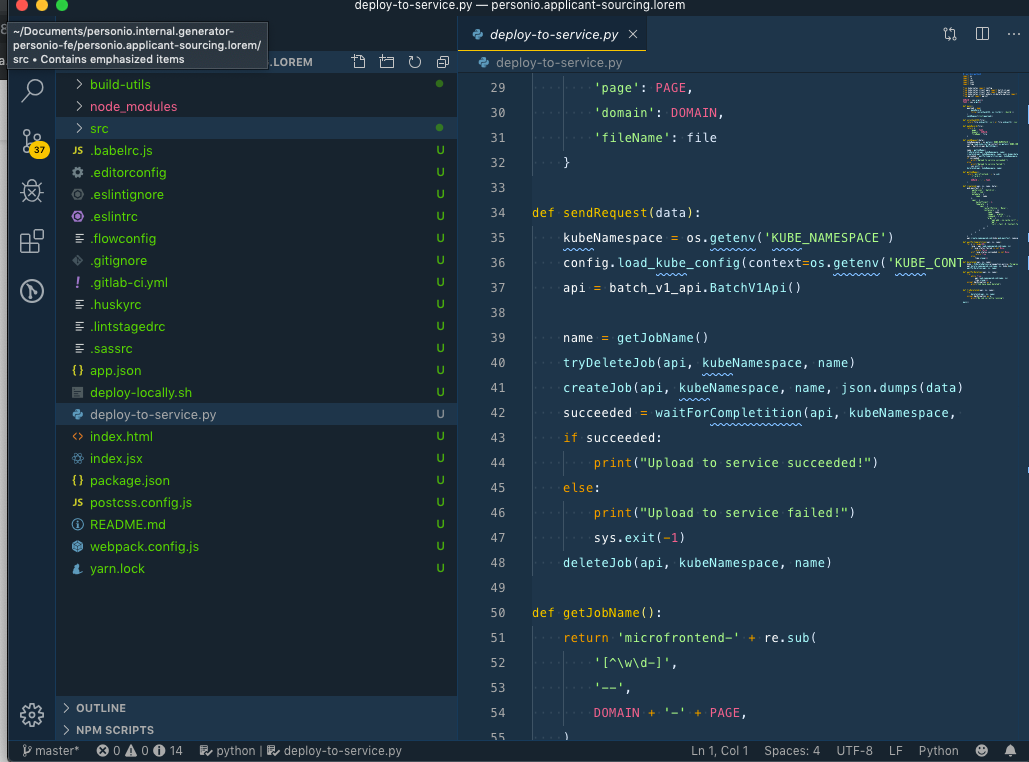 deploy-to-service.py — personio.applicant-sourcing.lorem
~/Documents/personio.internal.generator-
personio-fe/personio.applicant-sourcing.lorem/
src • Contains emphasized items
.LOREM
build-utils
node_modules
src
JS .babelrc.js U
.editorconfig U
.eslintignore U
.eslintrc U
.flowconfig U
.gitignore U
! .gitlab-ci.yml U
.huskyrc U
.lintstagedrc U
.sassrc U
{} app.json U
deploy-locally.sh U
deploy-to-service.py U
<> index.html U
index.jsx U
{} package.json U
JS postcss.config.js U
README.md U
webpack.config.js U
yarn.lock U
37
OUTLINE
NPM SCRIPTS
deploy-to-service.py ×
deploy-to-service.py
29 'page': PAGE,
30 'domain': DOMAIN,
31 'fileName': file
32 }
33
34 def sendRequest(data):
35 kubeNamespace = os.getenv('KUBE_NAMESPACE')
36 config.load_kube_config(context=os.getenv('KUBE_CONT
37 api = batch_v1_api.BatchV1Api()
38
39 name = getJobName()
40 tryDeleteJob(api, kubeNamespace, name)
41 createJob(api, kubeNamespace, name, json.dumps(data)
42 succeeded = waitForCompletition(api, kubeNamespace,
43 if succeeded:
44 print("Upload to service succeeded!")
45 else:
46 print("Upload to service failed!")
47 sys.exit(-1)
48 deleteJob(api, kubeNamespace, name)
49
50 def getJobName():
51 return 'microfrontend-' + re.sub(
52 '[^\w\d-]',
53 '--',
54 DOMAIN + '-' + PAGE,
55 )
master* 0 0 14 python | deploy-to-service.py Ln 1, Col 1 Spaces: 4 UTF-8 LF Python